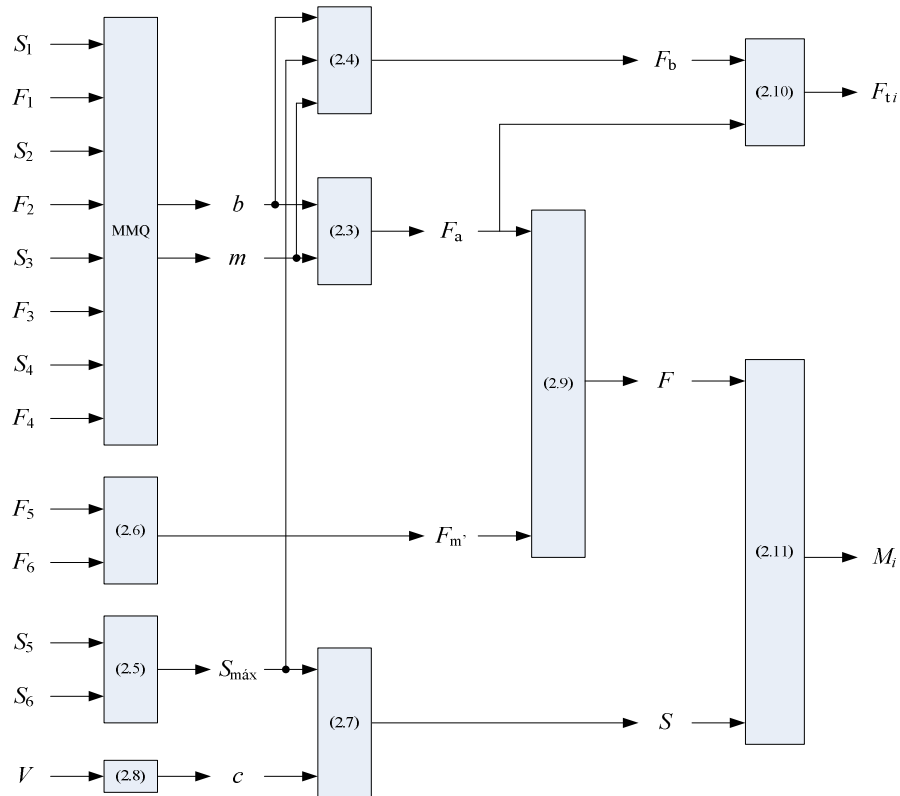 S1
F1
S2
F2
S3
F3
S4
F4
MMQ
b
m
(2.4)
(2.3)
Fb
Fa
(2.10)
Fti
(2.9)
F
F5
F6
(2.6)
Fm'
(2.11)
Mi
S5
S6
(2.5)
Smáx
(2.7)
S
V
(2.8)
c